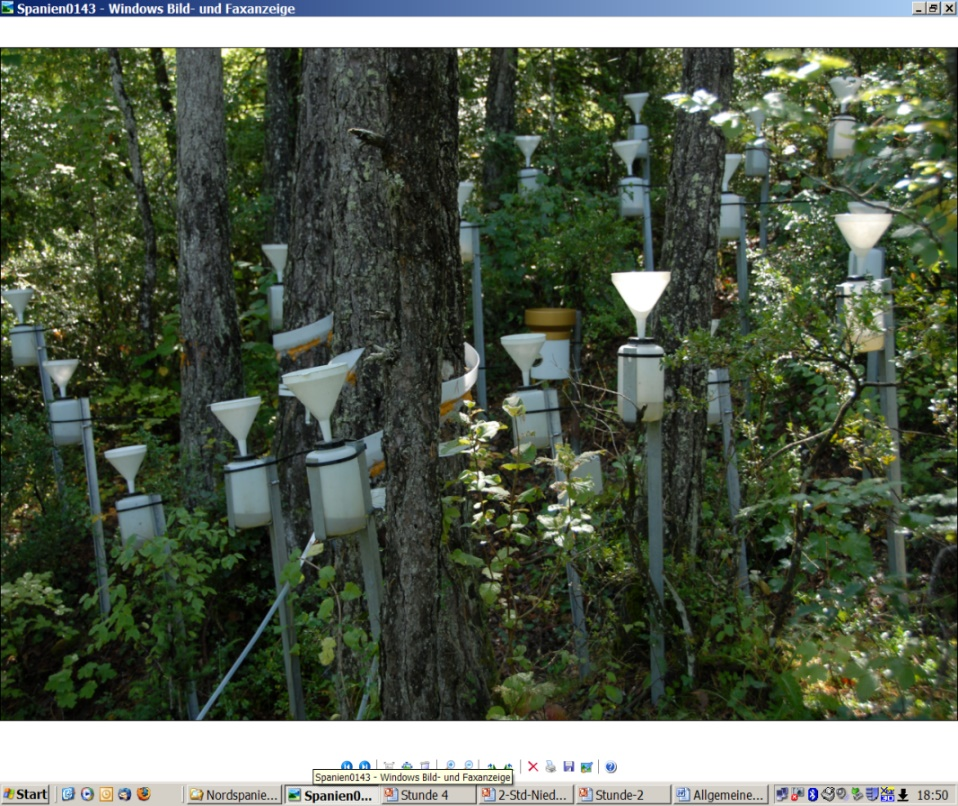 Spanien0143 - Windows Bild- und Faxanzeige
Spanien0143 - Windows Bild- und Faxanzeige
Start
Nordspanie...
Spanien0...
Stunde 4
2-Std-Nied...
Stunde-2
Allgemeine...
18:50